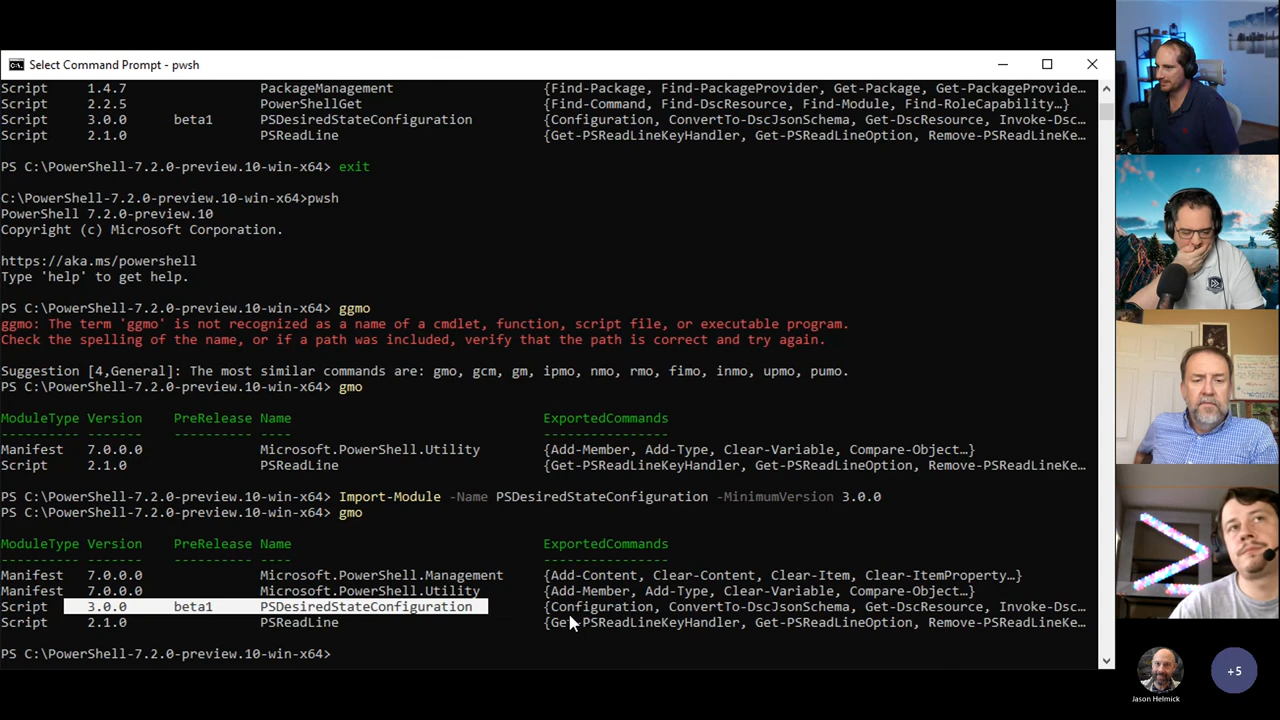 Select Command Prompt - pwsh
Script 1.4.7 PackageManagement {Find-Package, Find-PackageProvider, Get-Package, Get-PackagePr…
Script 2.2.5 PowerShellGet {Find-Command, Find-DscResource, Find-Module, Find-RoleCapability…}
Script 3.0.0 beta1 PSDesiredStateConfiguration {Configuration, ConvertTo-DscJsonSchema, Get-DscResource, Invoke-Dsc…
Script 2.1.0 PSReadLine {Get-PSReadLineKeyHandler, Get-PSReadLineOption, Remove-PSReadLineKe…
PS C:\PowerShell-7.2.0-preview.10-win-x64> exit
C:\PowerShell-7.2.0-preview.10-win-x64>pwsh
PowerShell 7.2.0-preview.10
Copyright (c) Microsoft Corporation.
https://aka.ms/powershell
Type 'help' to get help.
PS C:\PowerShell-7.2.0-preview.10-win-x64> ggmo
ggmo: The term 'ggmo' is not recognized as a name of a cmdlet, function, script file, or executable program.
Check the spelling of the name, or if a path was included, verify that the path is correct and try again.
Suggestion [4,General]: The most similar commands are: gmo, gcm, gm, ipmo, nmo, rmo, fimo, inmo, upmo, pumo.
PS C:\PowerShell-7.2.0-preview.10-win-x64> gmo
ModuleType Version PreRelease Name ExportedCommands
---------- ------- ---------- ---- ----------------
Manifest 7.0.0.0 Microsoft.PowerShell.Utility {Add-Member, Add-Type, Clear-Variable, Compare-Object…}
Script 2.1.0 PSReadLine {Get-PSReadLineKeyHandler, Get-PSReadLineOption, Remove-PSReadLineKe…
PS C:\PowerShell-7.2.0-preview.10-win-x64> Import-Module -Name PSDesiredStateConfiguration -MinimumVersion 3.0.0
PS C:\PowerShell-7.2.0-preview.10-win-x64> gmo
ModuleType Version PreRelease Name ExportedCommands
---------- ------- ---------- ---- ----------------
Manifest 7.0.0.0 Microsoft.PowerShell.Management {Add-Content, Clear-Content, Clear-Item, Clear-ItemProperty…}
Manifest 7.0.0.0 Microsoft.PowerShell.Utility {Add-Member, Add-Type, Clear-Variable, Compare-Object…}
Script 3.0.0 beta1 PSDesiredStateConfiguration {Configuration, ConvertTo-DscJsonSchema, Get-DscResource, Invoke-Dsc…
Script 2.1.0 PSReadLine {Get-PSReadLineKeyHandler, Get-PSReadLineOption, Remove-PSReadLineKe…
PS C:\PowerShell-7.2.0-preview.10-win-x64>
Jason Helmick
+5